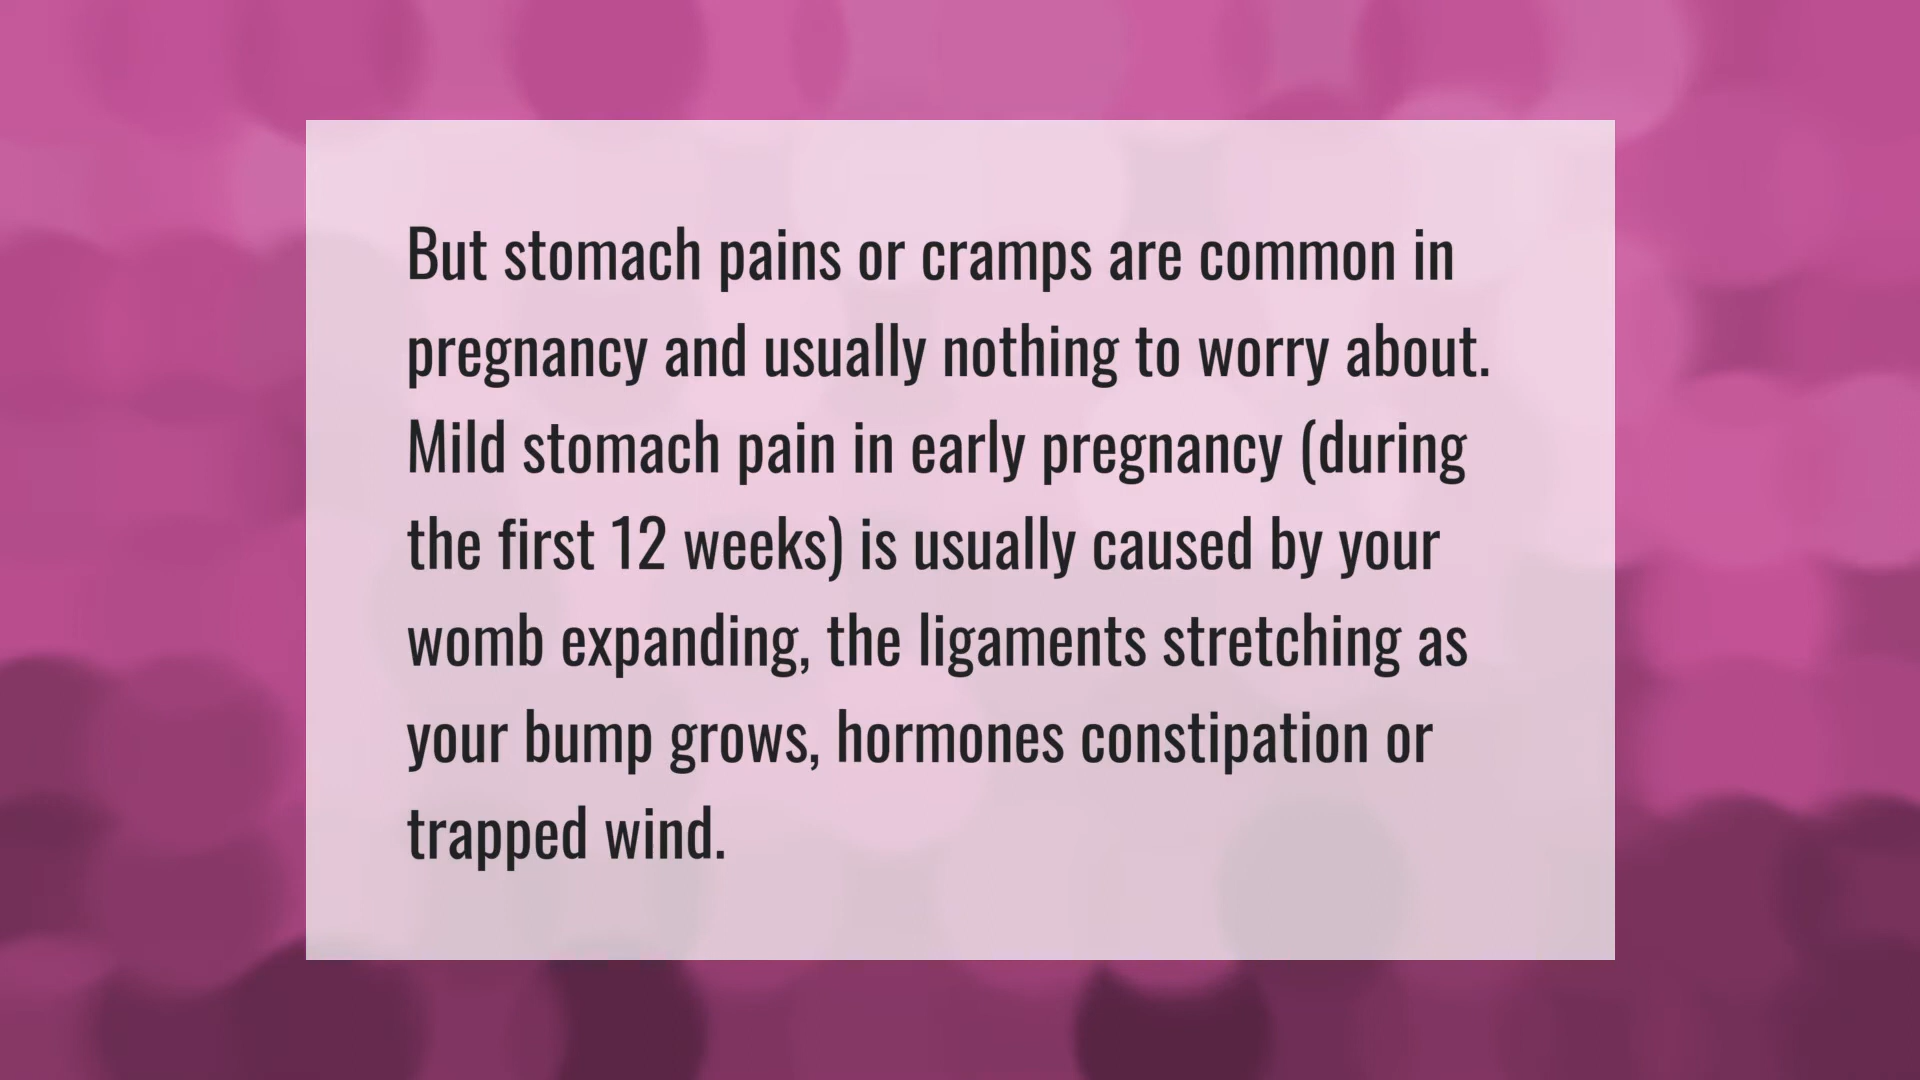 But stomach pains or cramps are common in
pregnancy and usually nothing to worry about.
Mild stomach pain in early pregnancy (during
the first 12 weeks) is usually caused by your
womb expanding, the ligaments stretching as
your bump grows, hormones constipation or
trapped wind.